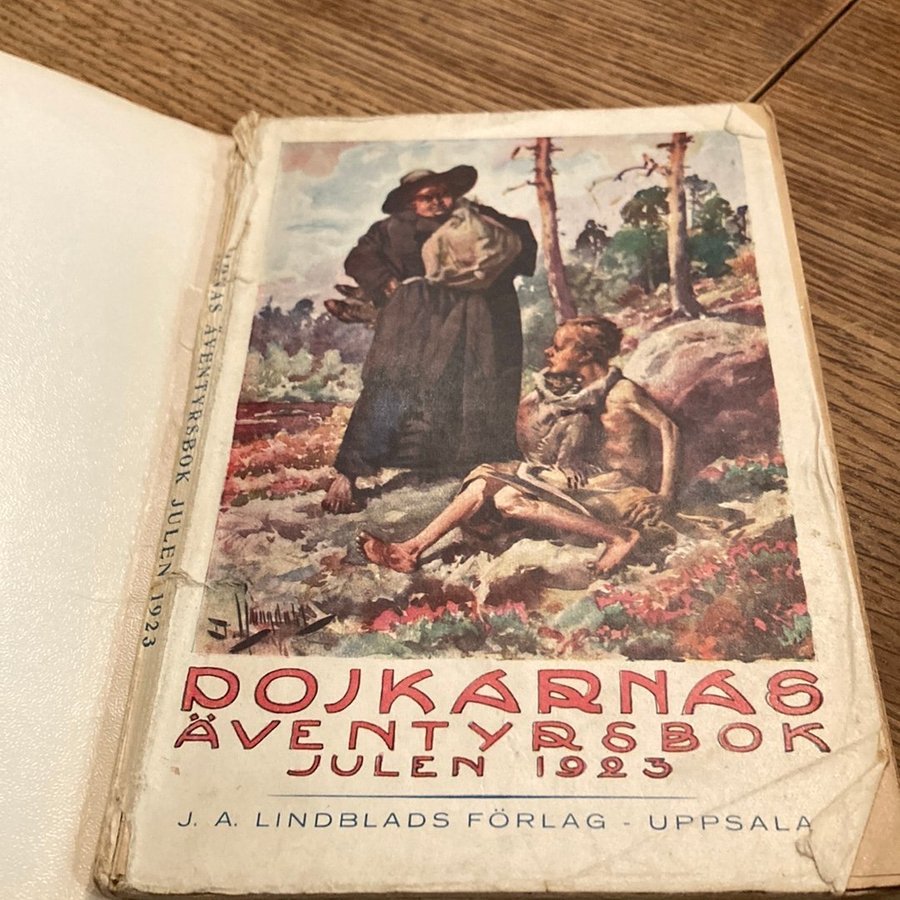 ÄVENTYRSBOK JULEN 1923
POJKARNAS
ÄVENTYRSBOK
JULEN 1923
J. A. LINDBLADS FÖRLAG - UPPSALA